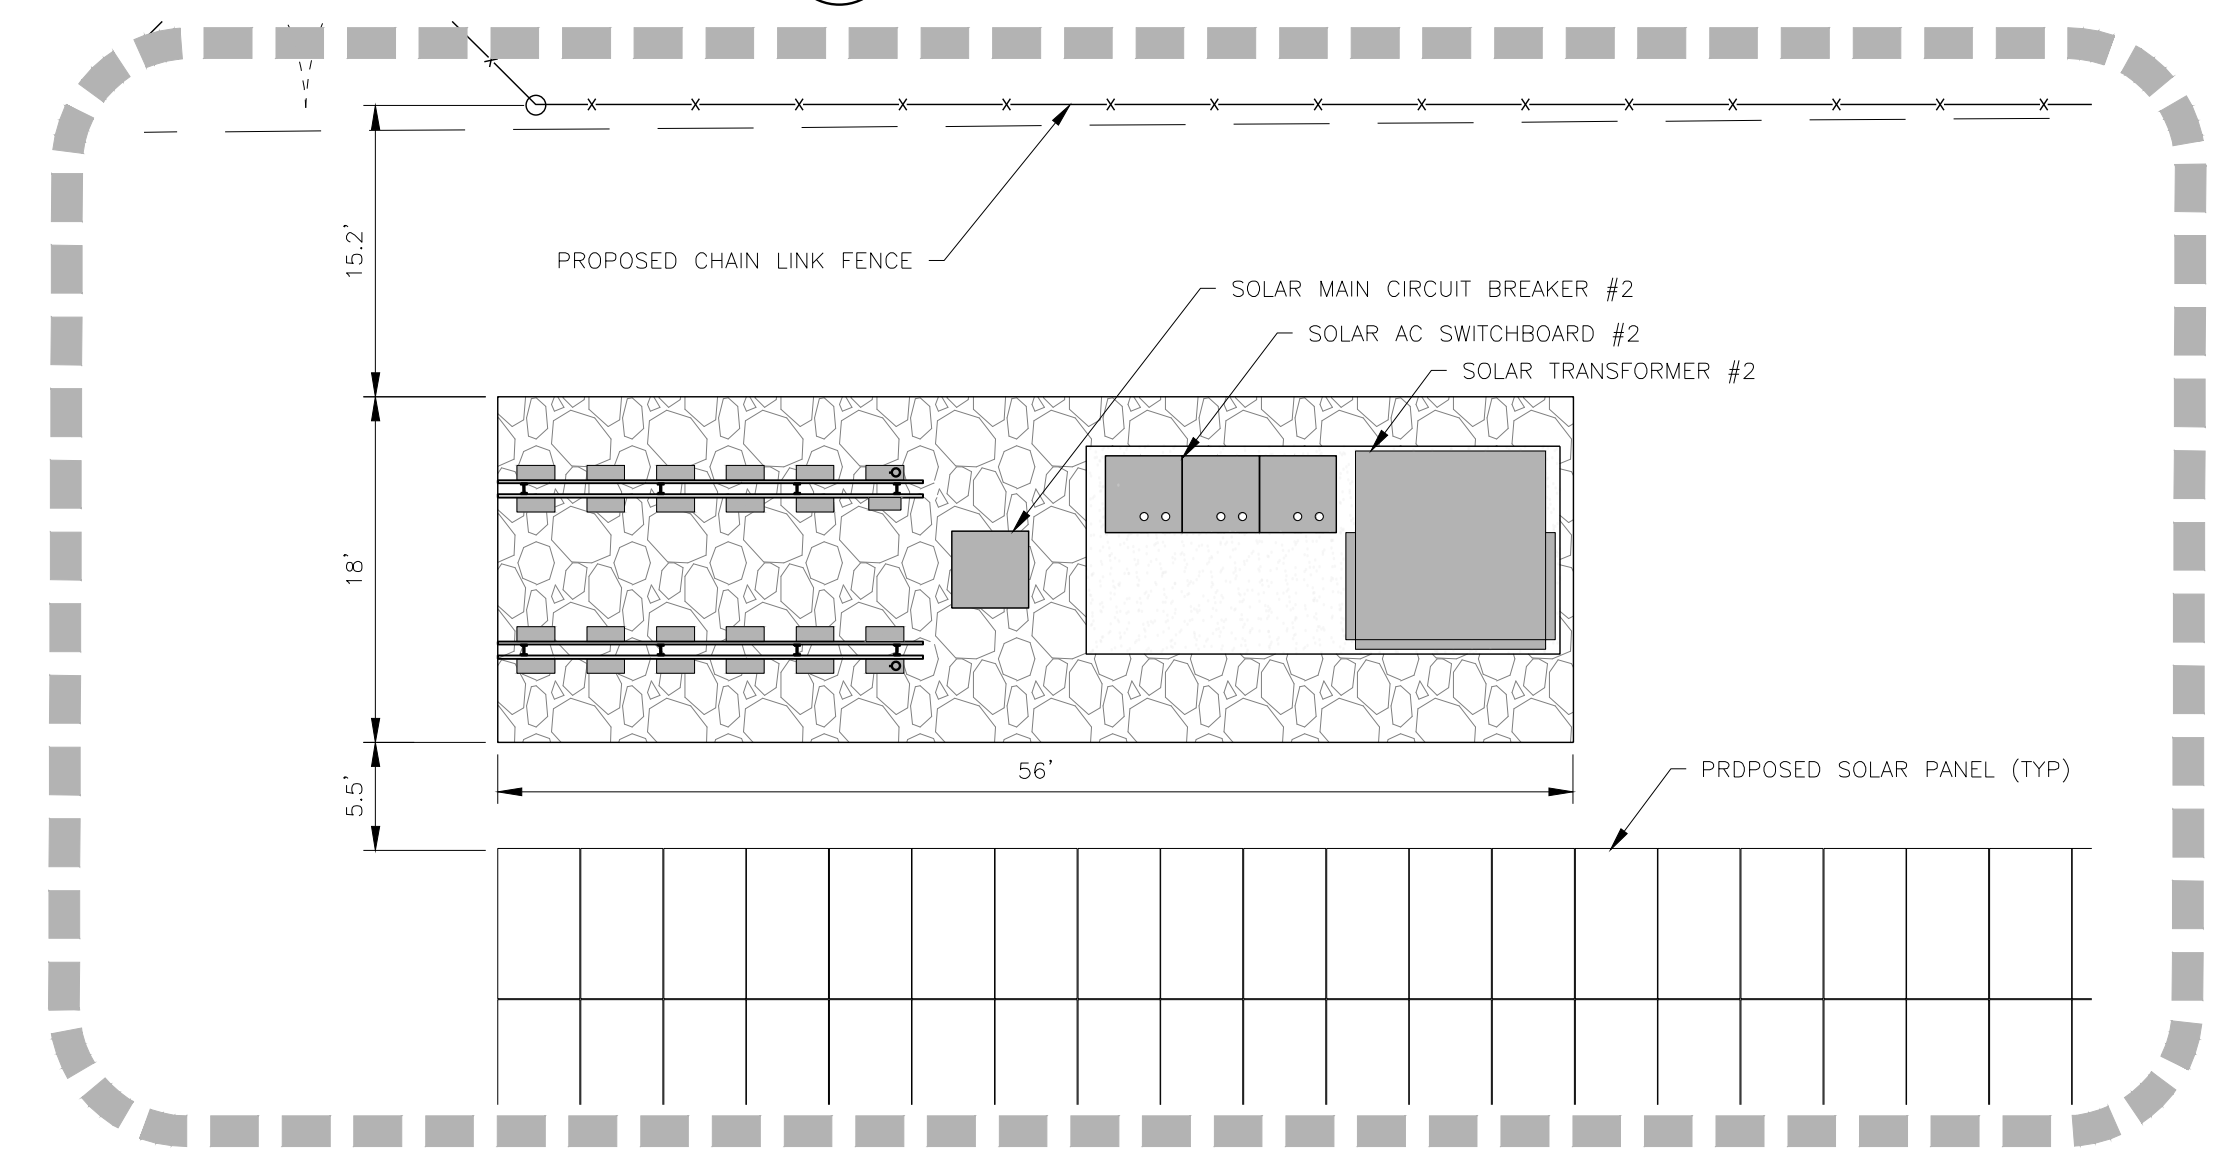 15.2'
PROPOSED CHAIN LINK FENCE
SOLAR MAIN CIRCUIT BREAKER #2
SOLAR AC SWITCHBOARD #2
SOLAR TRANSFORMER #2
18'
56'
PRDPOSED SOLAR PANEL (TYP)
5.5'